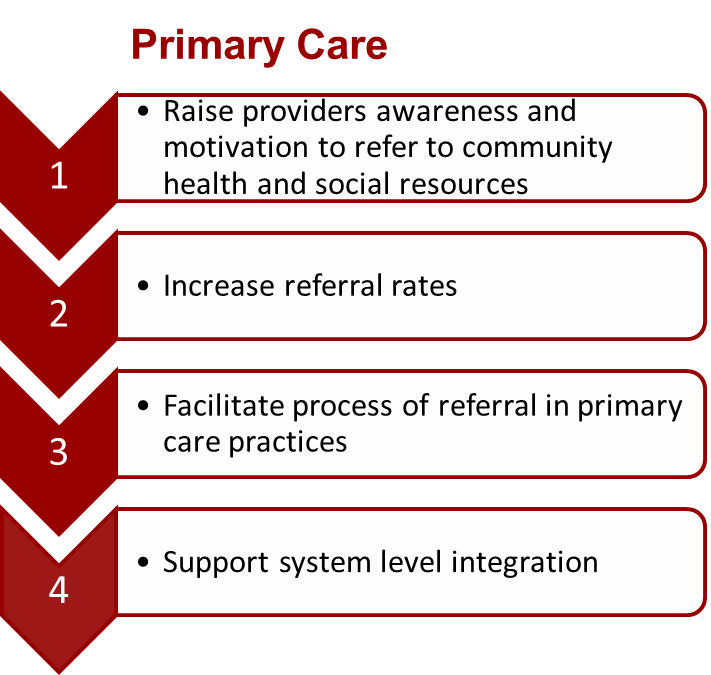 Primary Care
1
• Raise providers awareness and
motivation to refer to community
health and social resources
2
• Increase referral rates
3
• Facilitate process of referral in primary
care practices
4
• Support system level integration